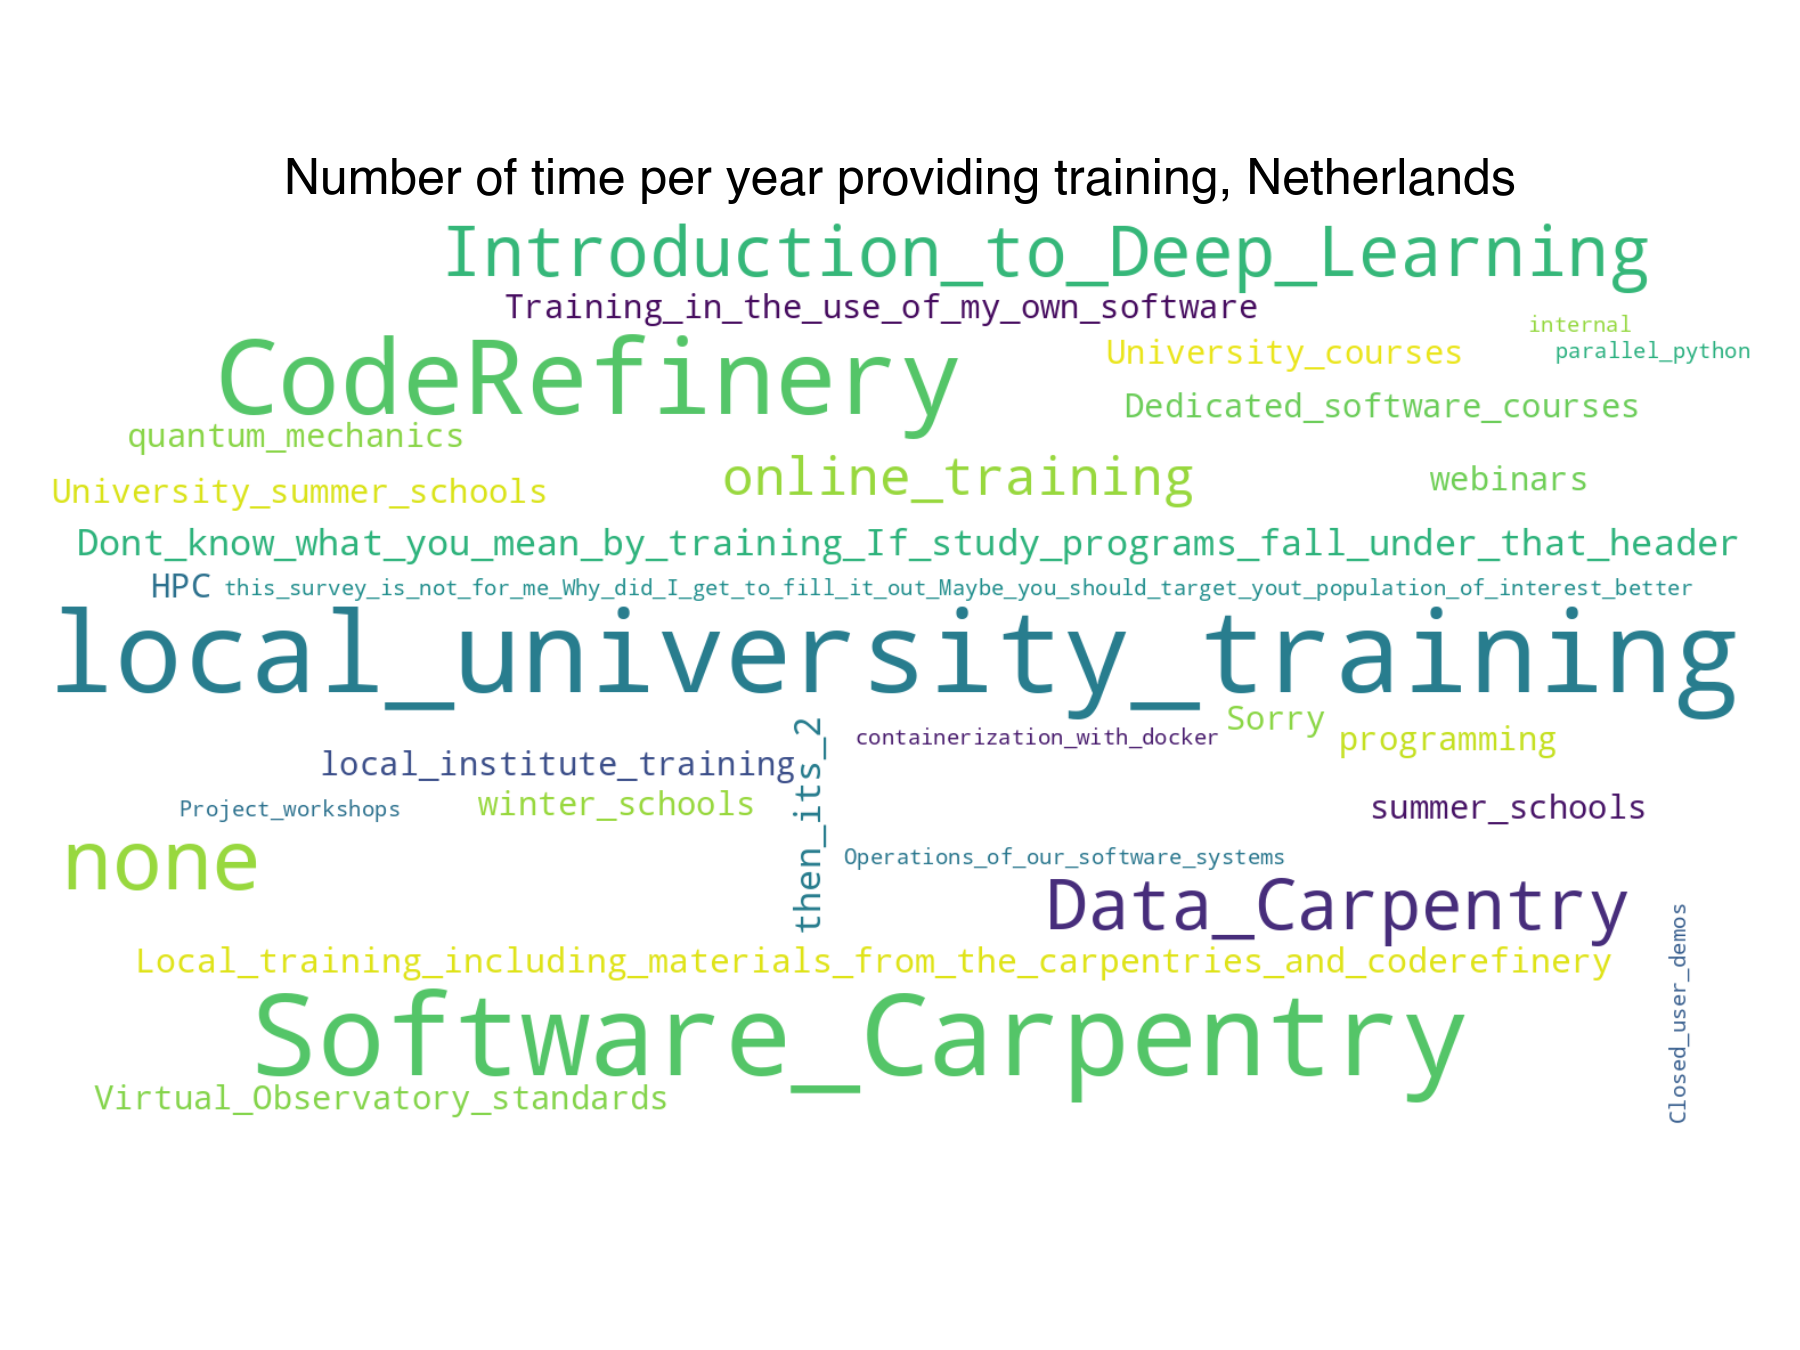 Number of time per year providing training, Netherlands
Introduction_to_Deep_Learning
Training_in_the_use_of_my_own_software
internal
CodeRefinery
University_courses
parallel_python
Dedicated_software_courses
quantum_mechanics
online_training
webinars
University_summer_schools
Dont_know_what_you_mean_by_training_If_study_programs_fall_under_that_header
HPC
this_survey_is_not_for_me_Why_did_I_get_to_fill_it_out_Maybe_you_should_target_yout_population_of_interest_better
local_university_training
then_its_2
containerization_with_docker
Sorry
programming
local_institute_training
Project_workshops
winter_schools
summer_schools
none
Operations_of_our_software_systems
Data_Carpentry
Closed_user_demos
Local_training_including_materials_from_the_carpentries_and_coderefinery
Software_Carpentry
Virtual_Observatory_standards